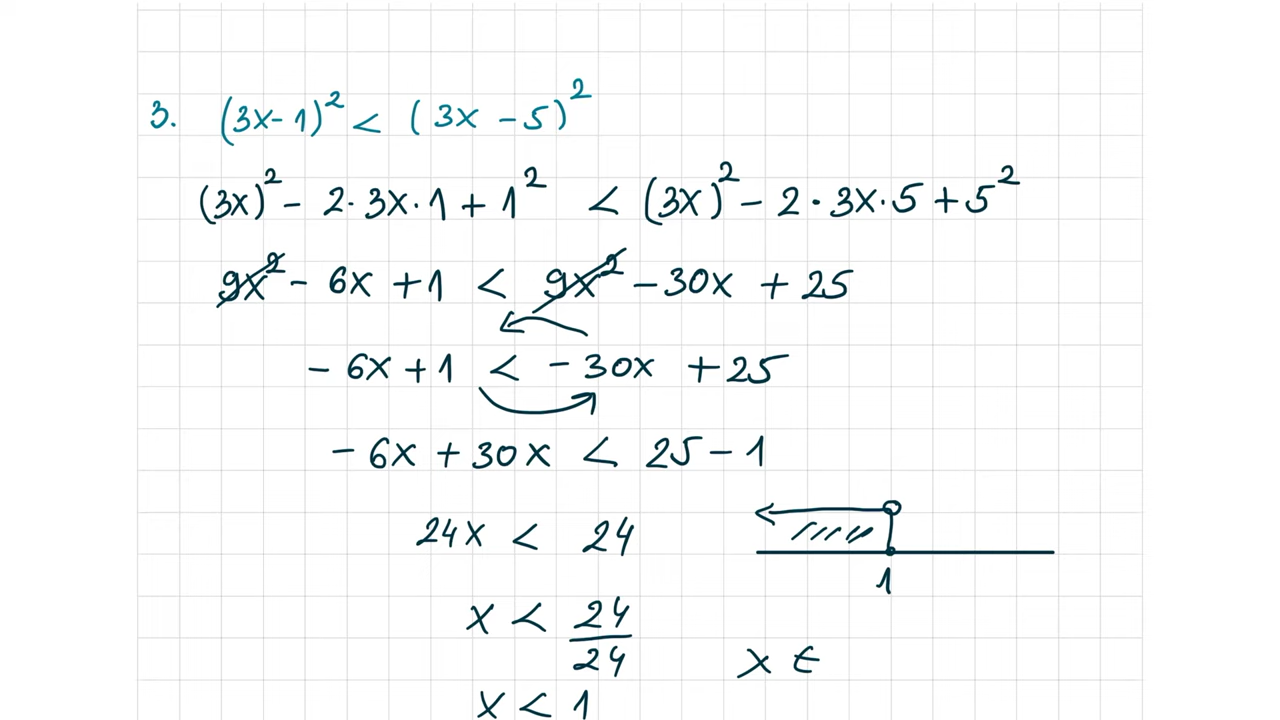 3. (3x-1)² < (3x - 5)²
(3x)² - 2·3x·1 + 1² < (3x)² - 2·3x·5 + 5²
9x² - 6x + 1 < 9x² - 30x + 25
- 6x + 1 < - 30x + 25
- 6x + 30x < 25 - 1
24x < 24
x < 24/24
x < 1
1
x ∈